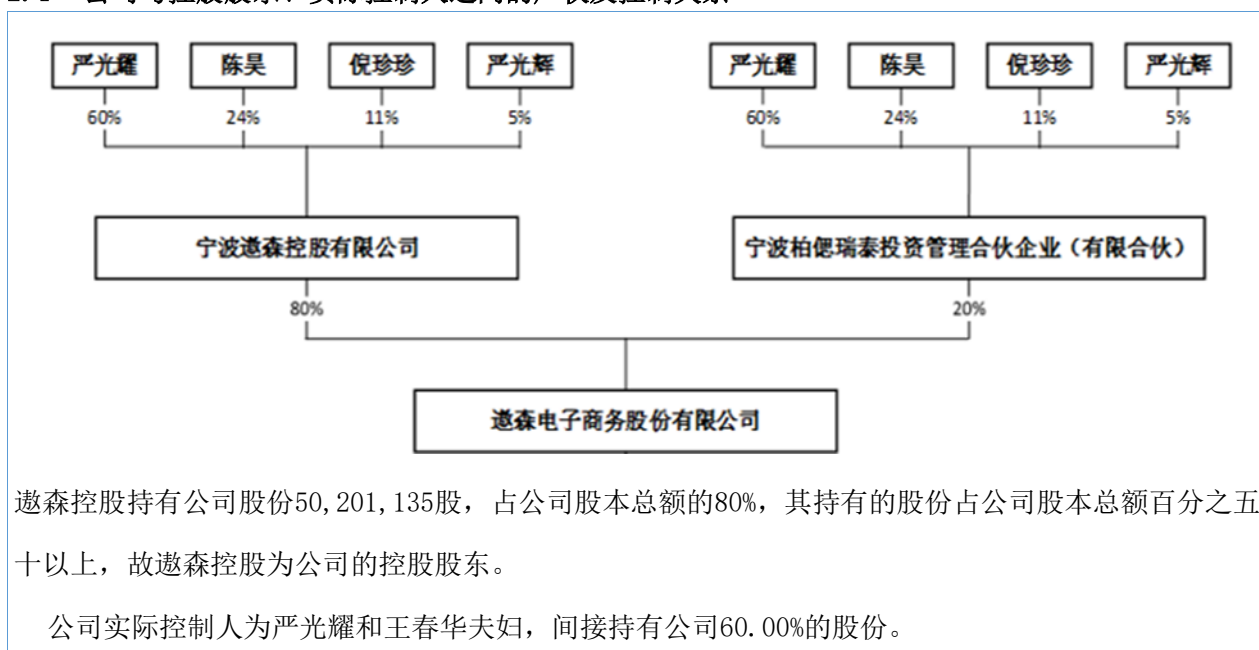 严光耀 陈昊 倪珍珍 严光辉 严光耀 陈昊 倪珍珍 严光辉
60% 24% 11% 5% 60% 24% 11% 5%
宁波遨森控股有限公司 宁波柏偲瑞泰投资管理合伙企业（有限合伙）
80% 20%
遨森电子商务股份有限公司
遨森控股持有公司股份50,201,135股，占公司股本总额的80%，其持有的股份占公司股本总额百分之五
十以上，故遨森控股为公司的控股股东。
公司实际控制人为严光耀和王春华夫妇，间接持有公司60.00%的股份。